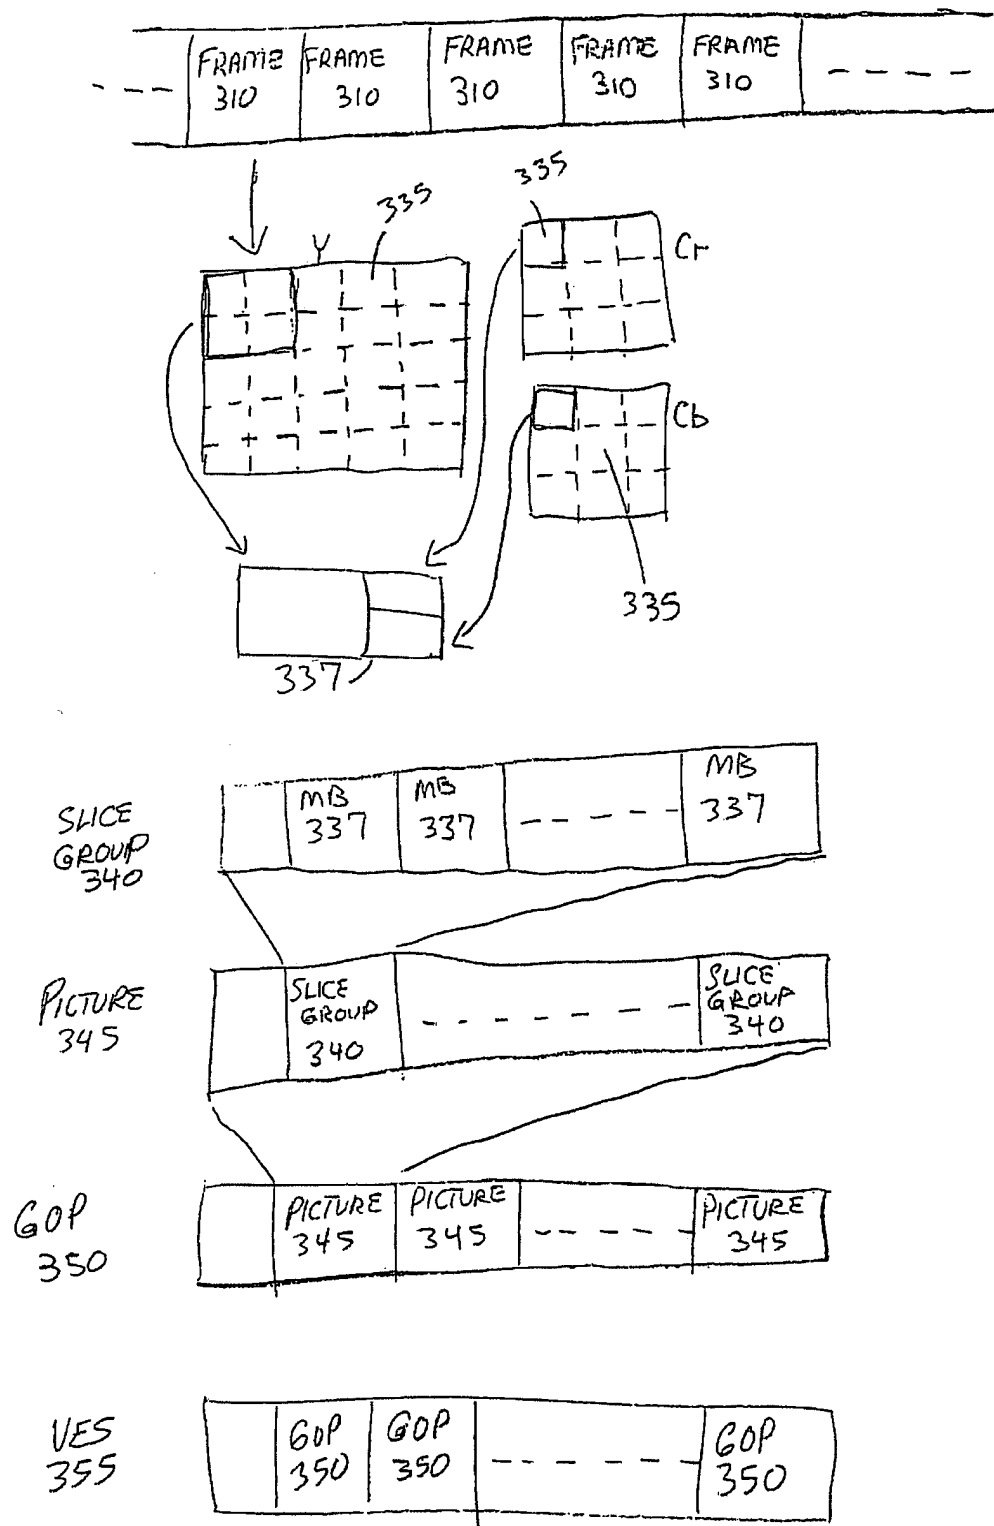 FRAME FRAME FRAME FRAME FRAME
310 310 310 310 310
335
335
Y
Cr
Cb
335
337
SLICE
GROUP
340
MB MB MB
337 337 337
PICTURE
345
SLICE
GROUP
340
SLICE
GROUP
340
GOP
350
PICTURE PICTURE PICTURE
345 345 345
VES
355
GOP GOP GOP
350 350 350